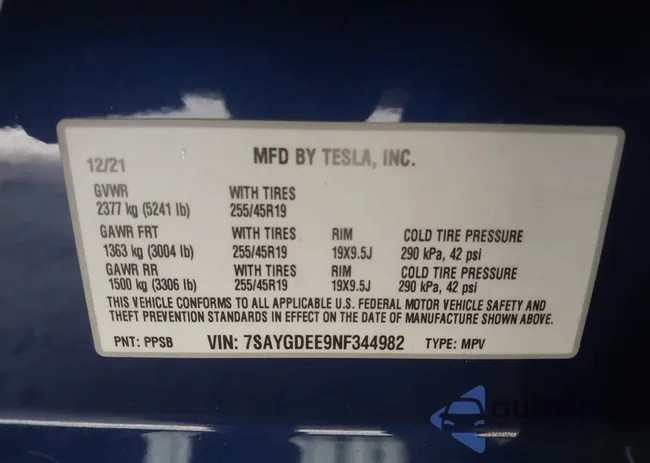 12/21 MFD BY TESLA, INC.
GVWR WITH TIRES
2377 kg (5241 lb) 255/45R19
GAWR FRT WITH TIRES RIM COLD TIRE PRESSURE
1363 kg (3004 lb) 255/45R19 19X9.5J 290 kPa, 42 psi
GAWR RR WITH TIRES RIM COLD TIRE PRESSURE
1500 kg (3306 lb) 255/45R19 19X9.5J 290 kPa, 42 psi
THIS VEHICLE CONFORMS TO ALL APPLICABLE U.S. FEDERAL MOTOR VEHICLE SAFETY AND
THEFT PREVENTION STANDARDS IN EFFECT ON THE DATE OF MANUFACTURE SHOWN ABOVE.
PNT: PPSB VIN: 7SAYGDEE9NF344982 TYPE: MPV